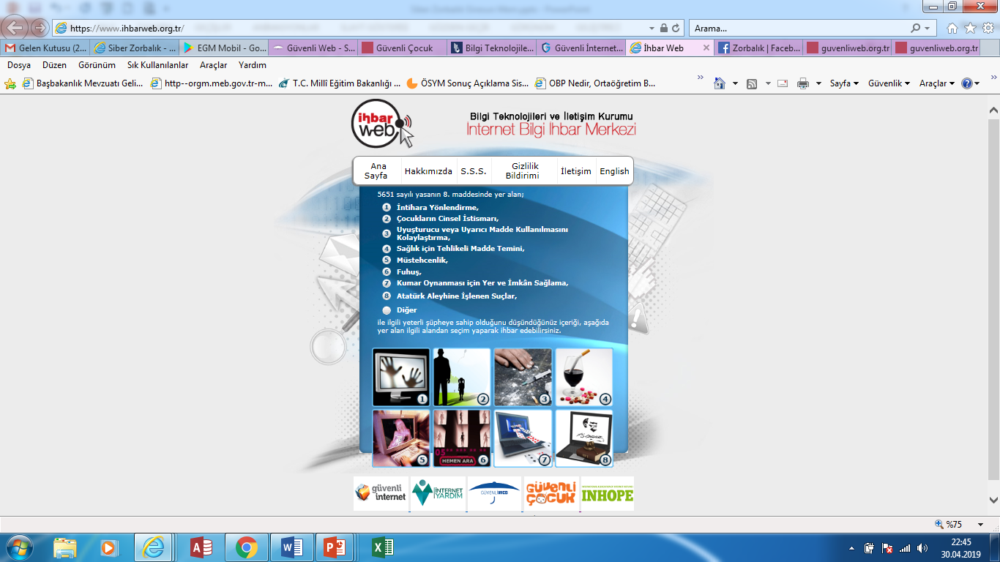 Siber Zorbalık Sunum Mani.pptx - PowerPoint
https://www.ihbarweb.org.tr/
Arama...
Gelen Kutusu (2...
Siber Zorbalık - ...
EGM Mobil - Go...
Güvenli Web - S...
Güvenli Çocuk
Bilgi Teknolojile...
Güvenli İnternet...
İhbar Web
Zorbalık | Faceb...
guvenliweb.org.tr
guvenliweb.org.tr
Dosya Düzen Görünüm Sık Kullanılanlar Araçlar Yardım
Başbakanlık Mevzuatı Geli...
http--orgm.meb.gov.tr-m...
T.C. Millî Eğitim Bakanlığı ...
ÖSYM Sonuç Açıklama Sis...
OBP Nedir, Ortaöğretim B...
Sayfa
Güvenlik
Araçlar
ihbar
web
Bilgi Teknolojileri ve İletişim Kurumu
İnternet Bilgi İhbar Merkezi
Ana
Sayfa
Hakkımızda
S.S.S.
Gizlilik
Bildirimi
İletişim
English
5651 sayılı yasanın 8. maddesinde yer alan;
1 İntihara Yönlendirme,
2 Çocukların Cinsel İstismarı,
3 Uyuşturucu veya Uyarıcı Madde Kullanılmasını
Kolaylaştırma,
4 Sağlık için Tehlikeli Madde Temini,
5 Müstehcenlik,
6 Fuhuş,
7 Kumar Oynanması için Yer ve İmkân Sağlama,
8 Atatürk Aleyhine İşlenen Suçlar,
Diğer
ile ilgili yeterli şüpheye sahip olduğunu düşündüğünüz içeriği, aşağıda
yer alan ilgili alandan seçim yaparak ihbar edebilirsiniz.
1
2
3
4
5
05
HEMEN ARA 6
7
8
güvenli
internet
İNTERNET
YARDIM
GÜVENLİWEB
GÜVENLİ
ÇOCUK
INHOPE
%75
22:45
30.04.2019